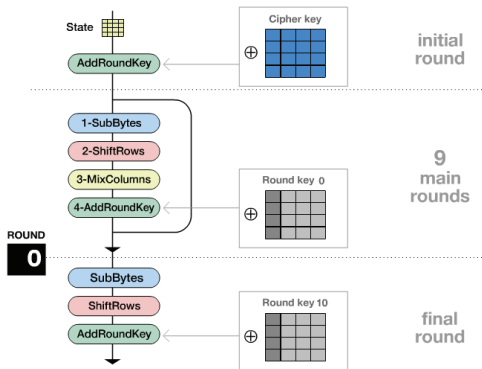 State
Cipher key
AddRoundKey
⊕
initial
round
1-SubBytes
2-ShiftRows
3-MixColumns
4-AddRoundKey
Round key 0
⊕
9
main
rounds
ROUND
0
SubBytes
ShiftRows
AddRoundKey
Round key 10
⊕
final
round